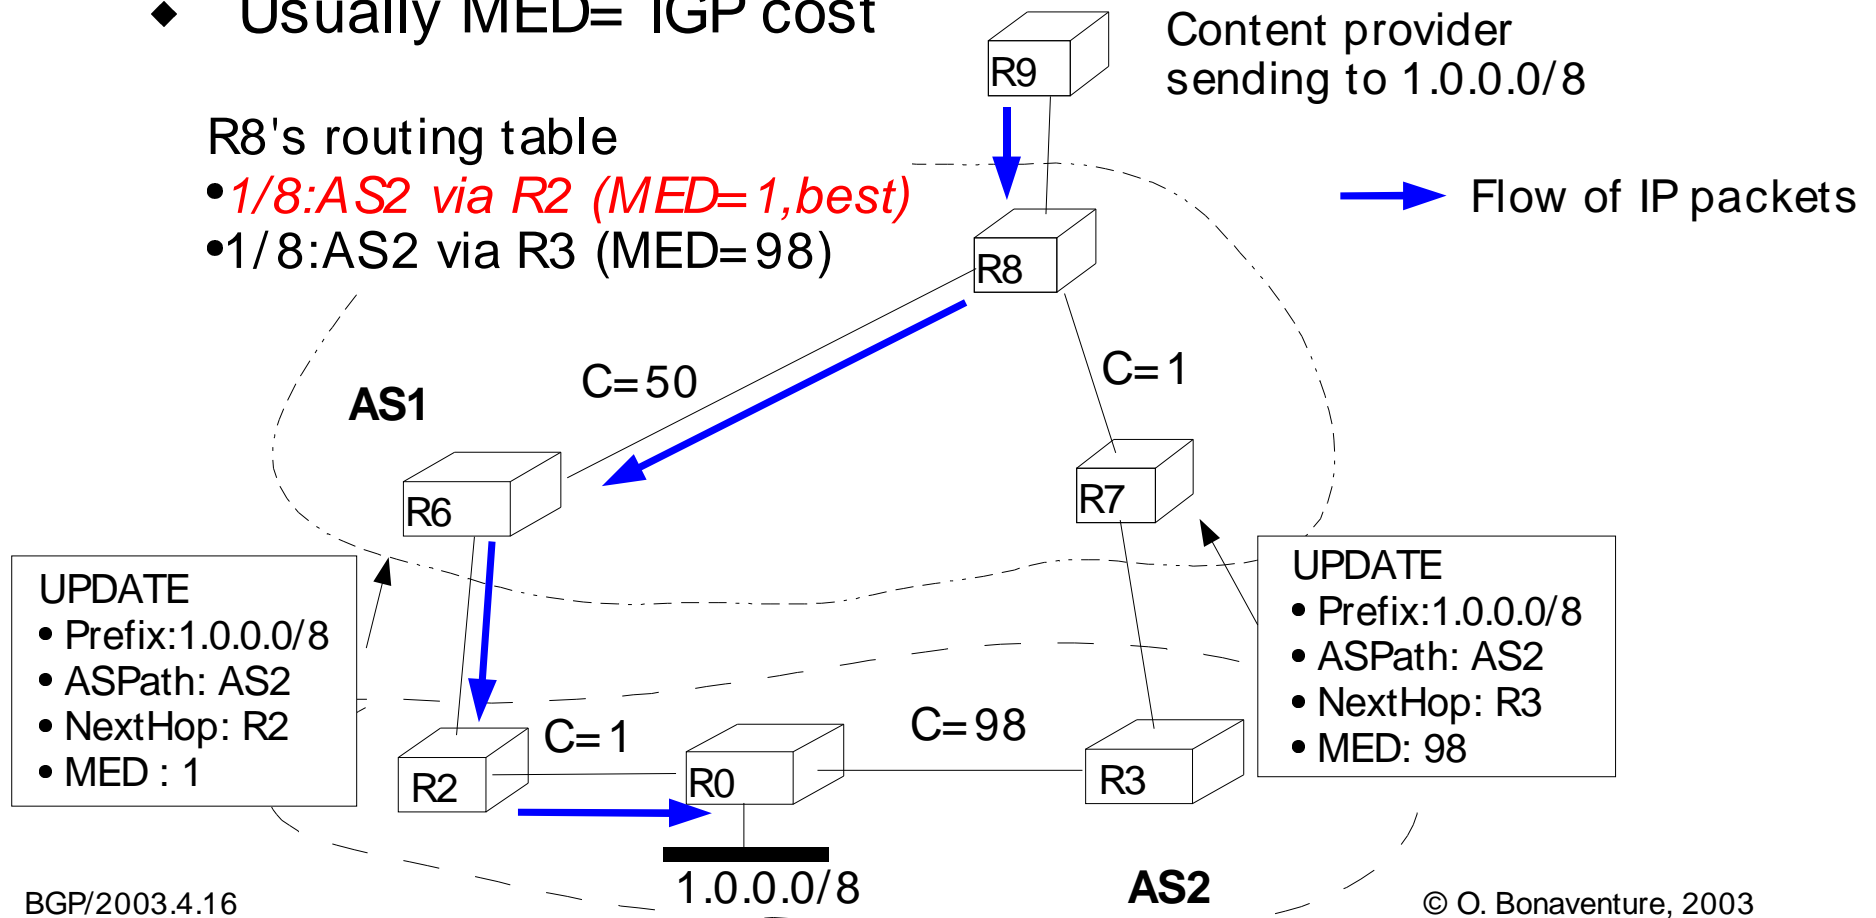 ◆ Usually MED= IGP cost
Content provider
sending to 1.0.0.0/8
R9
R8's routing table
•1/8:AS2 via R2 (MED=1,best)
•1/8:AS2 via R3 (MED=98)
Flow of IP packets
R8
C=50
C=1
AS1
R6
R7
UPDATE
• Prefix:1.0.0.0/8
• ASPath: AS2
• NextHop: R2
• MED : 1
UPDATE
• Prefix:1.0.0.0/8
• ASPath: AS2
• NextHop: R3
• MED: 98
C=1
C=98
R2
R0
R3
1.0.0.0/8
AS2
BGP/2003.4.16
© O. Bonaventure, 2003